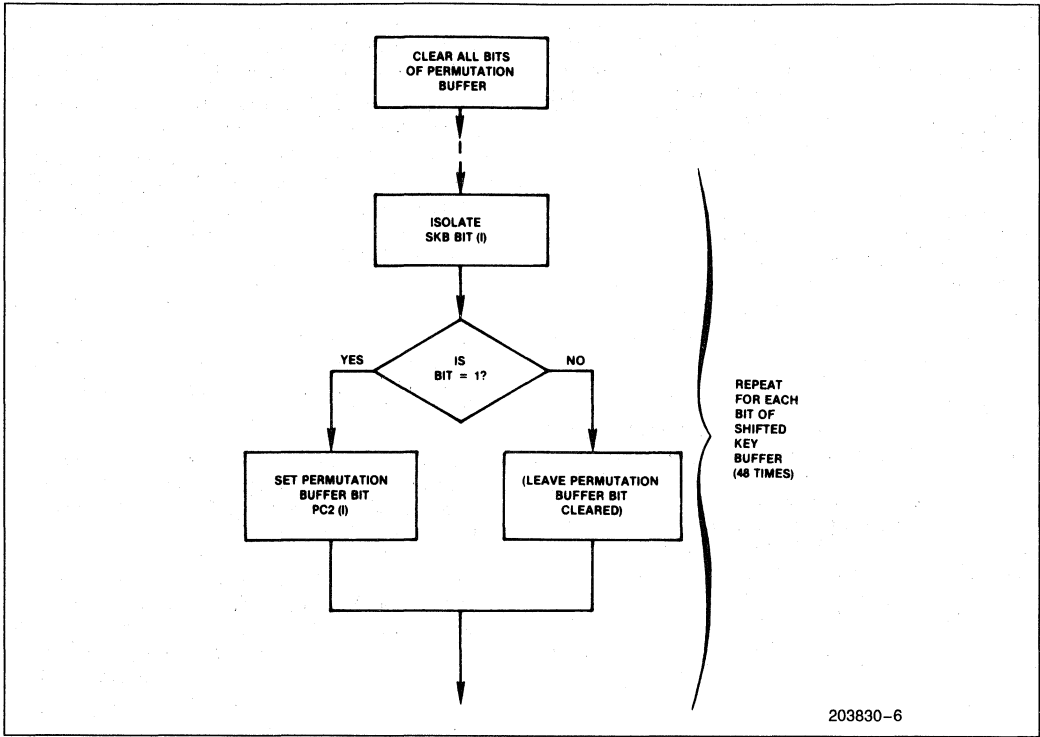 CLEAR ALL BITS
OF PERMUTATION
BUFFER
ISOLATE
SKB BIT (I)
YES
IS
BIT = 1?
NO
SET PERMUTATION
BUFFER BIT
PC2 (I)
(LEAVE PERMUTATION
BUFFER BIT
CLEARED)
REPEAT
FOR EACH
BIT OF
SHIFTED
KEY
BUFFER
(48 TIMES)
203830-6